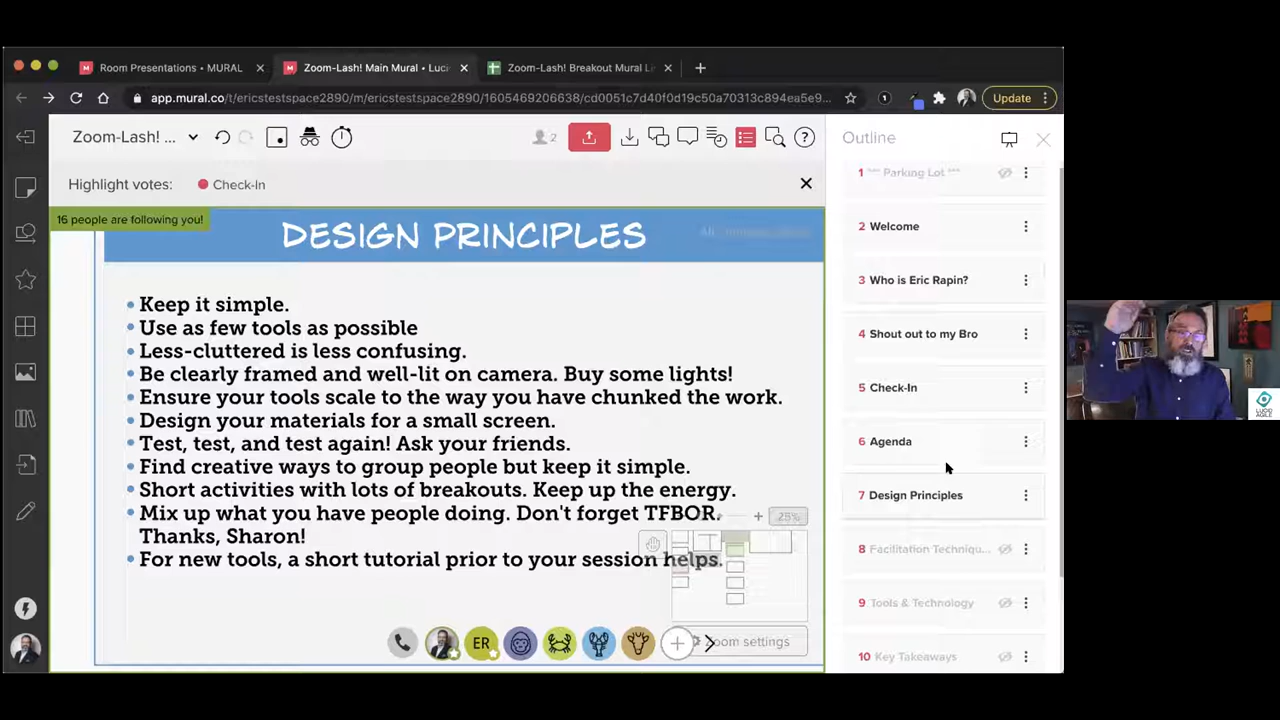 Room Presentations • MURAL
Zoom-Lash! Main Mural • Luci
Zoom-Lash! Breakout Mural Li
app.mural.co/t/ericstestspace2890/m/ericstestspace2890/1605469206638/cd0051c7d40f0d19c50a70313c894ea5e9...
Update
Zoom-Lash! ...
2
Outline
Highlight votes:
Check-In
16 people are following you!
DESIGN PRINCIPLES
• Keep it simple.
• Use as few tools as possible
• Less-cluttered is less confusing.
• Be clearly framed and well-lit on camera. Buy some lights!
• Ensure your tools scale to the way you have chunked the work.
• Design your materials for a small screen.
• Test, test, and test again! Ask your friends.
• Find creative ways to group people but keep it simple.
• Short activities with lots of breakouts. Keep up the energy.
• Mix up what you have people doing. Don't forget TFBOR.
Thanks, Sharon!
• For new tools, a short tutorial prior to your session helps.
25%
ER
Zoom settings
1 *** Parking Lot ***
2 Welcome
3 Who is Eric Rapin?
4 Shout out to my Bro
5 Check-In
6 Agenda
7 Design Principles
8 Facilitation Techniqu...
9 Tools & Technology
10 Key Takeaways
LUCID
AGILE